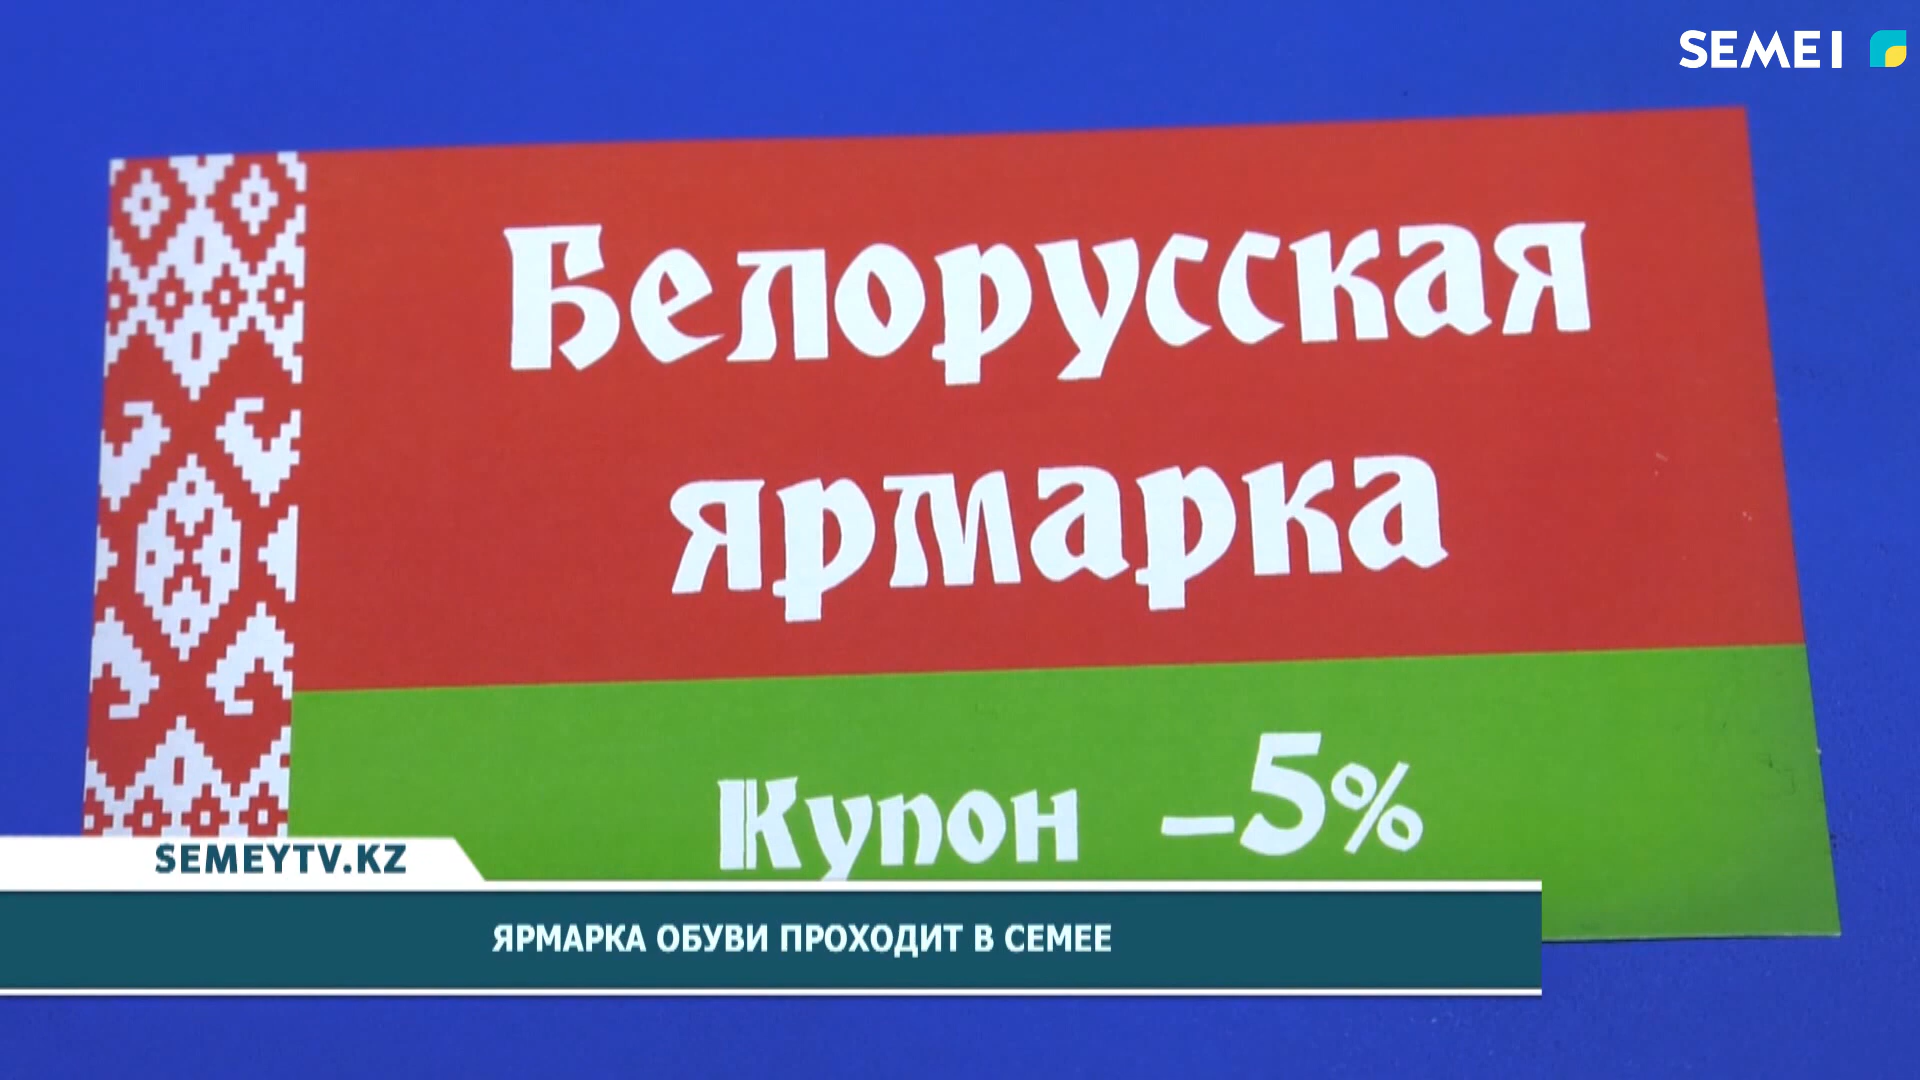 SEMEI
Белорусская
ярмарка
Купон -5%
SEMEYTV.KZ
ЯРМАРКА ОБУВИ ПРОХОДИТ В СЕМЕЕ